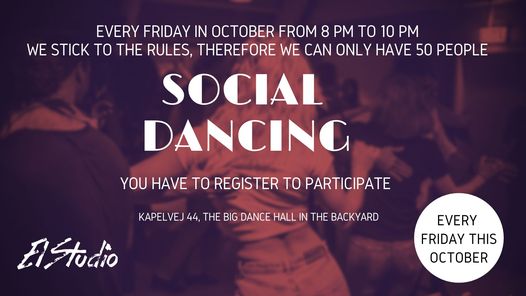 EVERY FRIDAY IN OCTOBER FROM 8 PM TO 10 PM
WE STICK TO THE RULES, THEREFORE WE CAN ONLY HAVE 50 PEOPLE
SOCIAL
DANCING
YOU HAVE TO REGISTER TO PARTICIPATE
KAPELVEJ 44, THE BIG DANCE HALL IN THE BACKYARD
EVERY
FRIDAY THIS
OCTOBER
El Studio